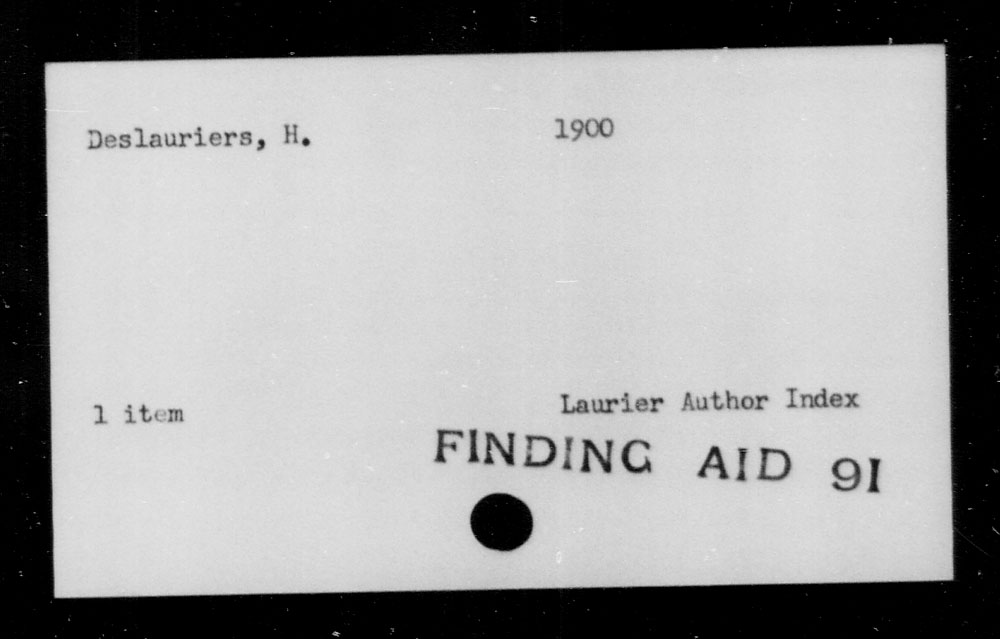 Deslauriers, H. 1900
1 item Laurier Author Index
FINDING AID 91